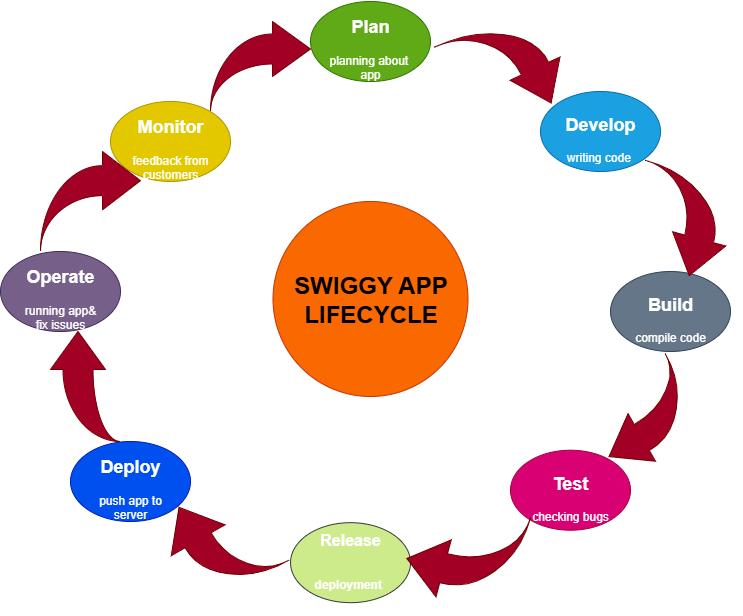 Plan
planning about
app
Develop
writing code
Build
compile code
Test
checking bugs
Release
deployment
Deploy
push app to
server
Operate
running app&
fix issues
Monitor
feedback from
customers
SWIGGY APP
LIFECYCLE